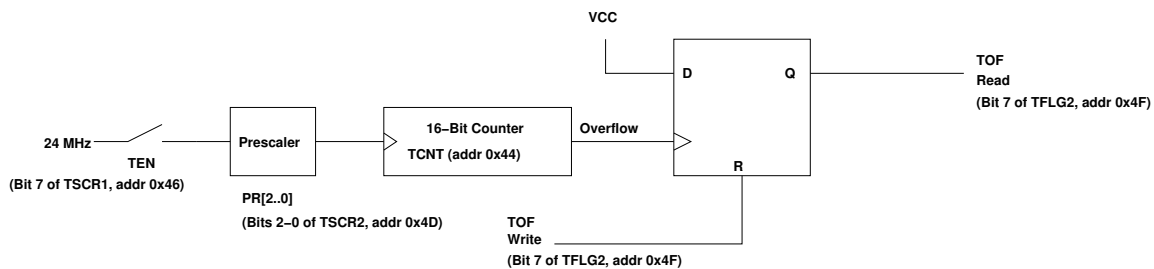 VCC
D
Q
TOF
Read
(Bit 7 of TFLG2, addr 0x4F)
24 MHz
TEN
(Bit 7 of TSCR1, addr 0x46)
Prescaler
PR[2..0]
(Bits 2−0 of TSCR2, addr 0x4D)
16−Bit Counter
TCNT (addr 0x44)
Overflow
R
TOF
Write
(Bit 7 of TFLG2, addr 0x4F)